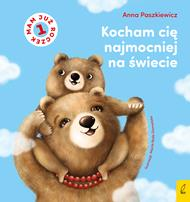 Anna Paszkiewicz
MAM JUŻ ROCZEK
1
Kocham cię
najmocniej
na świecie